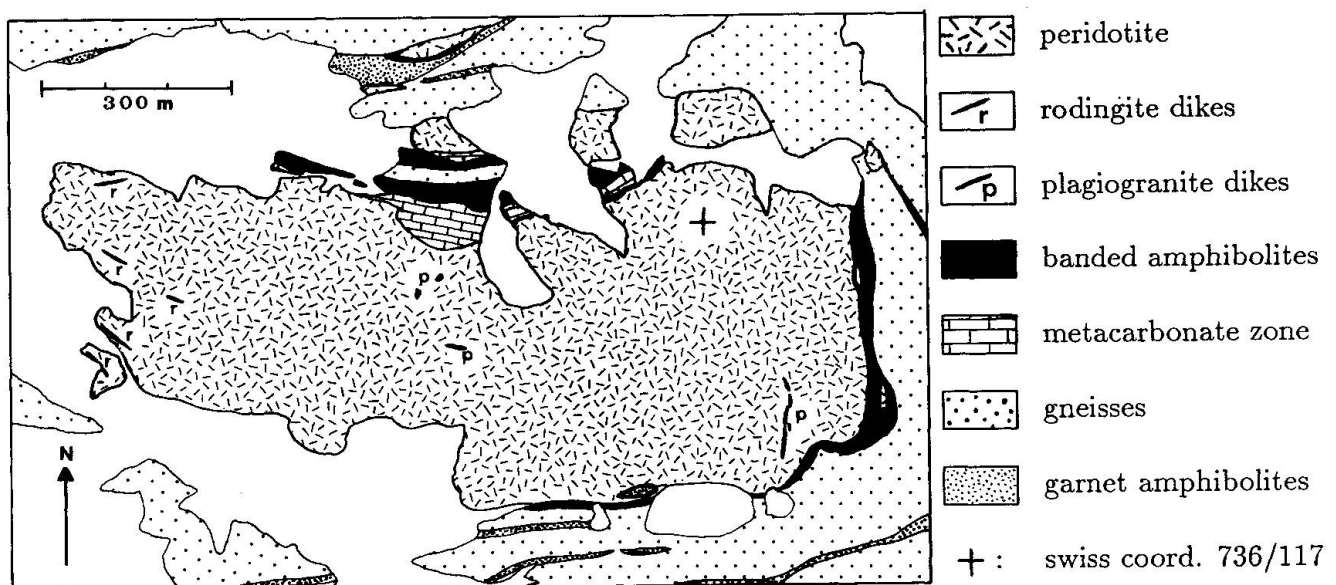 300 m
r
r
r
r
r
p
p
p
N
peridotite
r
rodingite dikes
p
plagiogranite dikes
banded amphibolites
metacarbonate zone
gneisses
garnet amphibolites
+ : swiss coord. 736/117